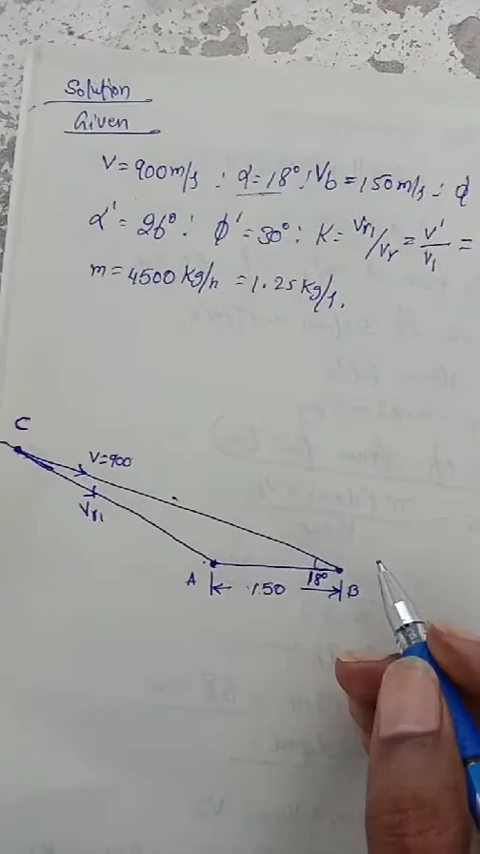 Solution
Given
V = 900 m/s : α = 18° : Vb = 150 m/s : ϕ
α' = 26° : ϕ' = 30° : K = Vr1/Vr = V'/V1 =
m = 4500 kg/h = 1.25 kg/s.
C
V=900
Vr1
A 150 18° B